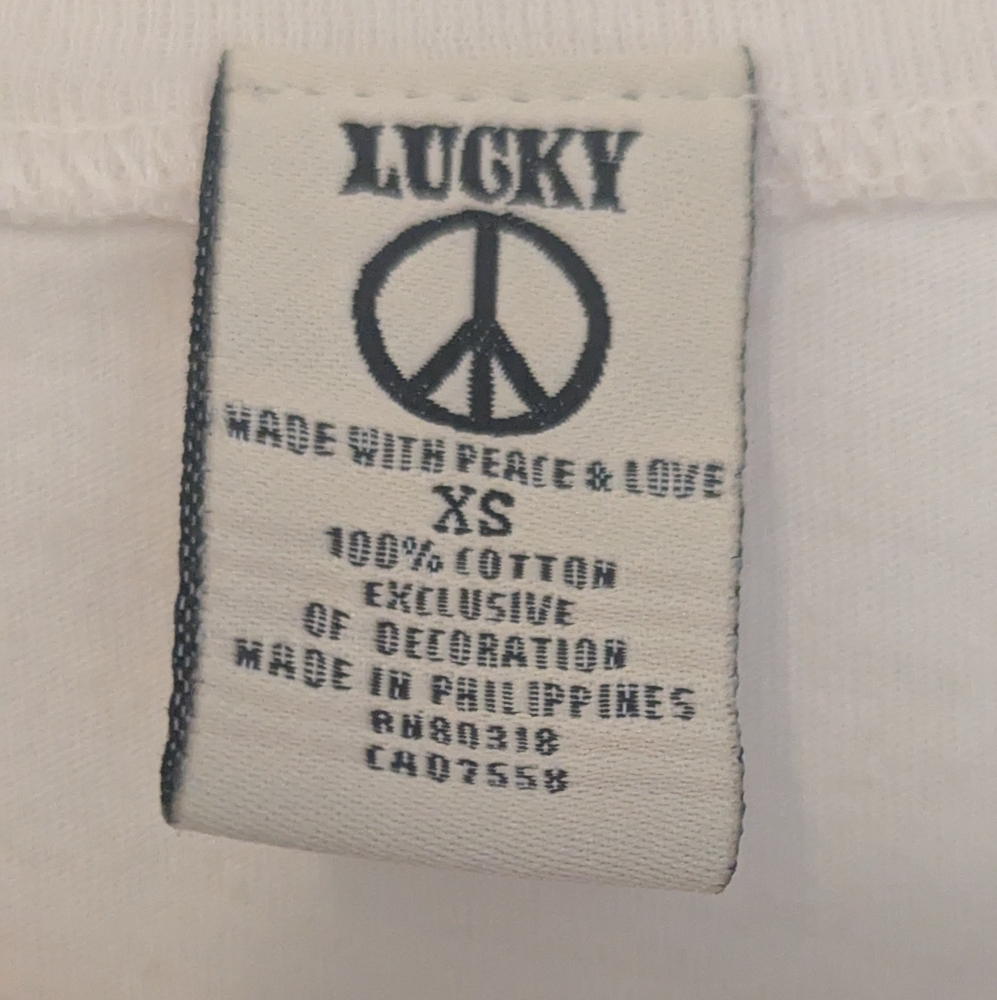 LUCKY
MADE WITH PEACE & LOVE
XS
100% COTTON
EXCLUSIVE
OF DECORATION
MADE IN PHILIPPINES
RN80318
CA07558